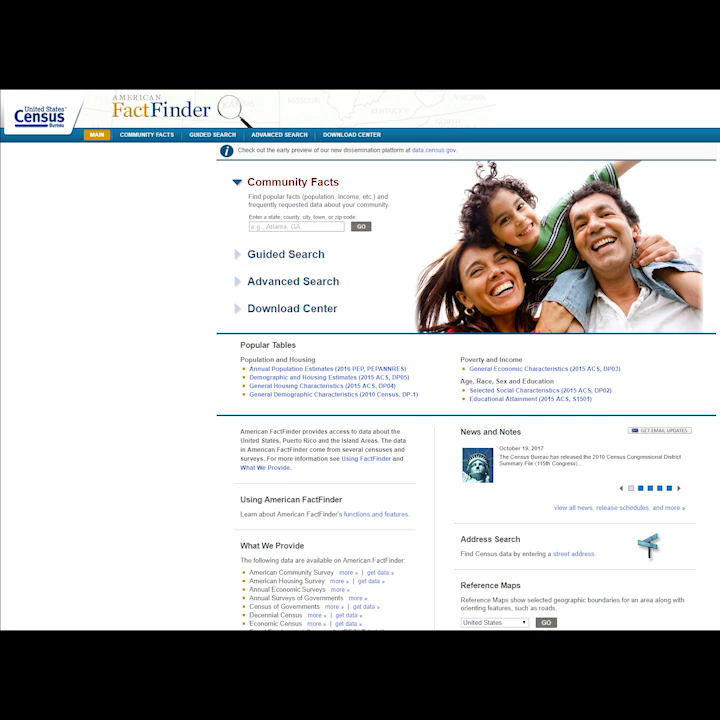 United States™
Census
Bureau
AMERICAN
FactFinder
KANSAS
MISSOURI
KENTUCKY
VIRGINIA
MAIN
COMMUNITY FACTS
GUIDED SEARCH
ADVANCED SEARCH
DOWNLOAD CENTER
Check out the early preview of our new dissemination platform at data.census.gov.
Community Facts
Find popular facts (population, income, etc.) and
frequently requested data about your community.
Enter a state, county, city, town, or zip code:
e.g., Atlanta, GA
GO
Guided Search
Advanced Search
Download Center
Popular Tables
Population and Housing
Annual Population Estimates (2016 PEP, PEPANNRES)
Demographic and Housing Estimates (2015 ACS, DP05)
General Housing Characteristics (2015 ACS, DP04)
General Demographic Characteristics (2010 Census, DP-1)
Poverty and Income
General Economic Characteristics (2015 ACS, DP03)
Age, Race, Sex and Education
Selected Social Characteristics (2015 ACS, DP02)
Educational Attainment (2015 ACS, S1501)
American FactFinder provides access to data about the
United States, Puerto Rico and the Island Areas. The data
in American FactFinder come from several censuses and
surveys. For more information see Using FactFinder and
What We Provide.
Using American FactFinder
Learn about American FactFinder's functions and features.
What We Provide
The following data are available on American FactFinder:
American Community Survey more » | get data »
American Housing Survey more » | get data »
Annual Economic Surveys more »
Annual Surveys of Governments more »
Census of Governments more » | get data »
Decennial Census more » | get data »
Economic Census more » | get data »
News and Notes
GET EMAIL UPDATES
October 19, 2017
The Census Bureau has released the 2010 Census Congressional District
Summary File (115th Congress)...
view all news, release schedules, and more »
Address Search
Find Census data by entering a street address.
Reference Maps
Reference Maps show selected geographic boundaries for an area along with
orienting features, such as roads.
United States
GO